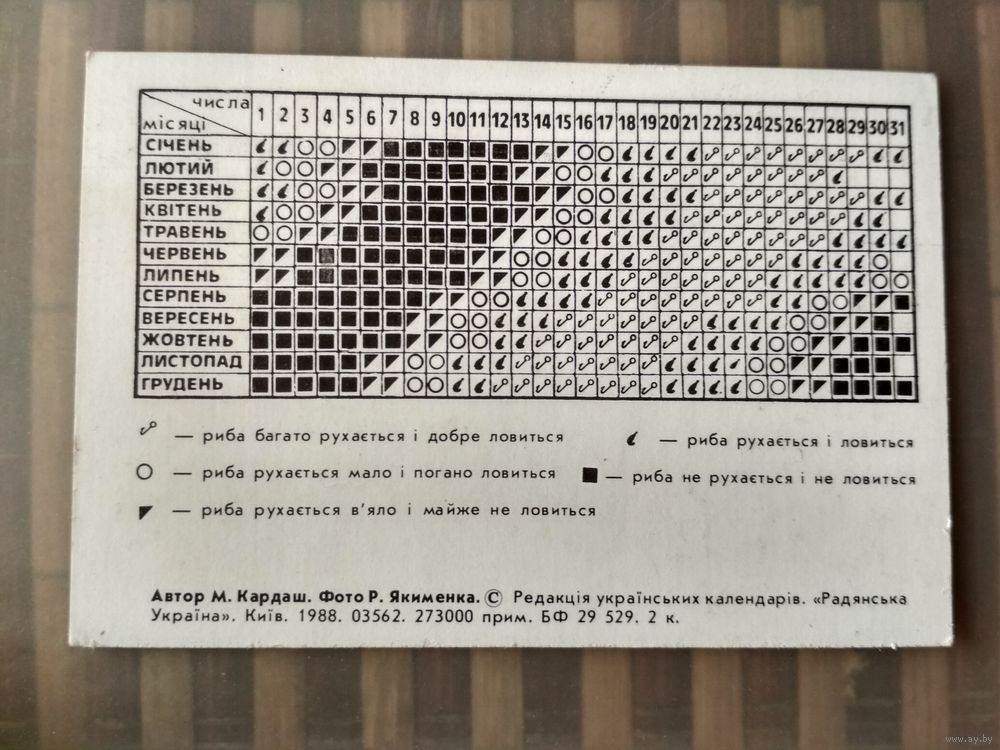 числа 1 2 3 4 5 6 7 8 9 10 11 12 13 14 15 16 17 18 19 20 21 22 23 24 25 26 27 28 29 30 31
місяці
СІЧЕНЬ
ЛЮТИЙ
БЕРЕЗЕНЬ
КВІТЕНЬ
ТРАВЕНЬ
ЧЕРВЕНЬ
ЛИПЕНЬ
СЕРПЕНЬ
ВЕРЕСЕНЬ
ЖОВТЕНЬ
ЛИСТОПАД
ГРУДЕНЬ
— риба багато рухається і добре ловиться — риба рухається і ловиться
— риба рухається мало і погано ловиться — риба не рухається і не ловиться
— риба рухається в'яло і майже не ловиться
Автор М. Кардаш. Фото Р. Якименка. © Редакція українських календарів. «Радянська
Україна». Київ. 1988. 03562. 273000 прим. БФ 29 529. 2 к.
www.ay.by